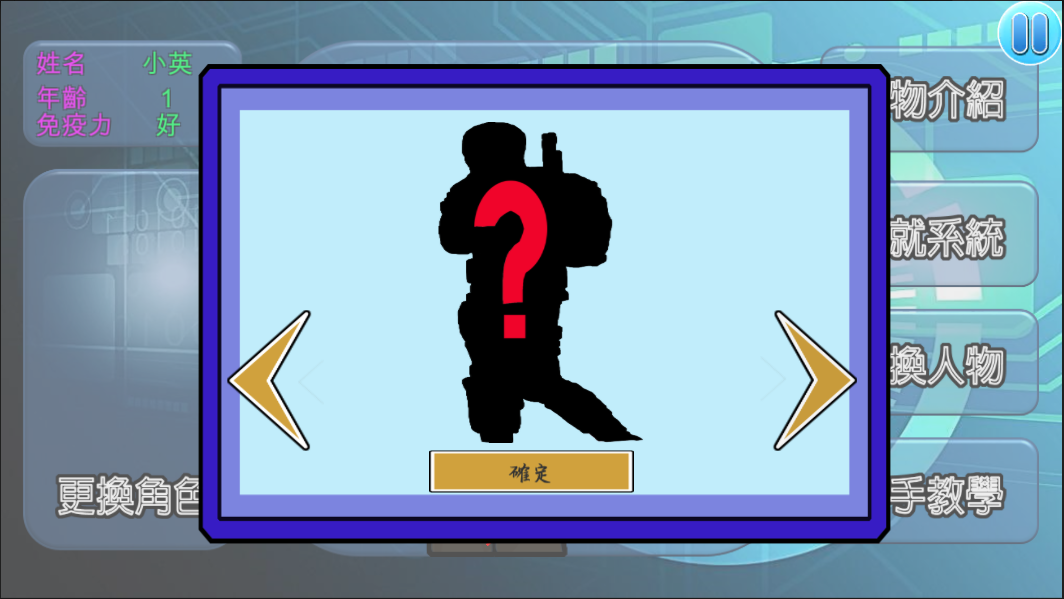 姓名 小英
年齡 1
免疫力 好
物介紹
就系統
換人物
手教學
更換角色
?
確定